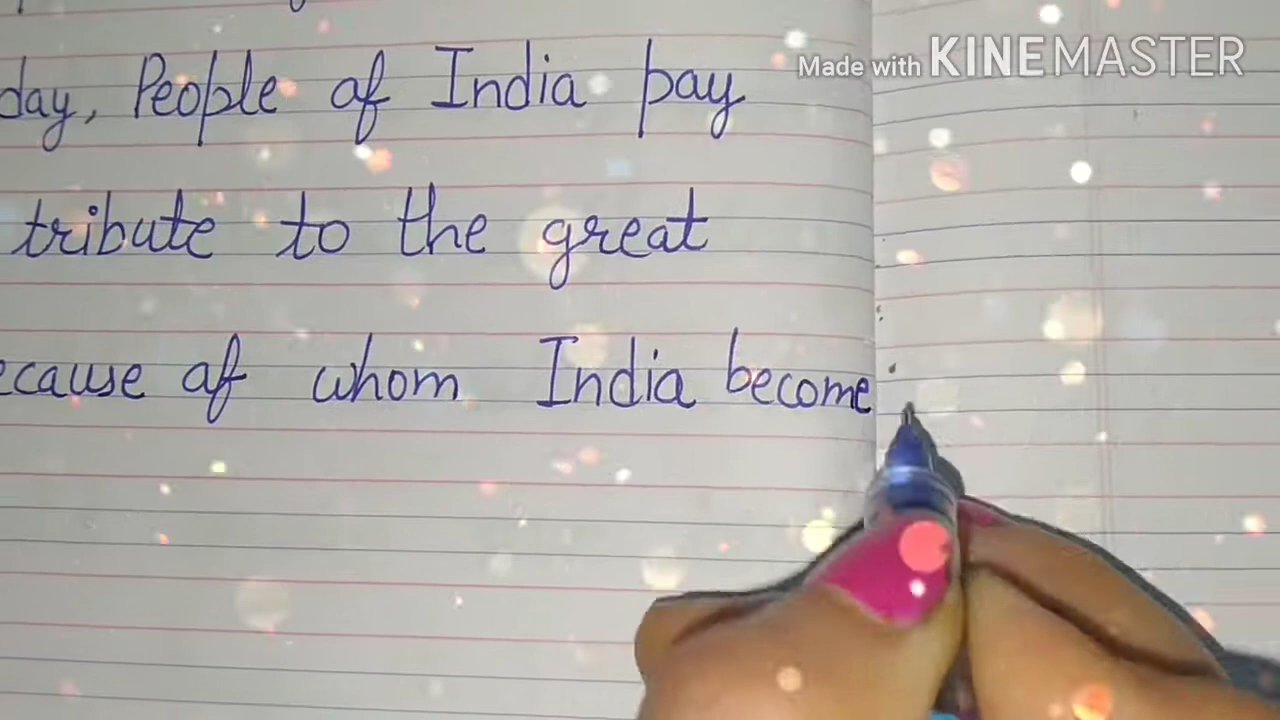 Made with KINEMASTER
day, People of India pay
tribute to the great
ecause of whom India become